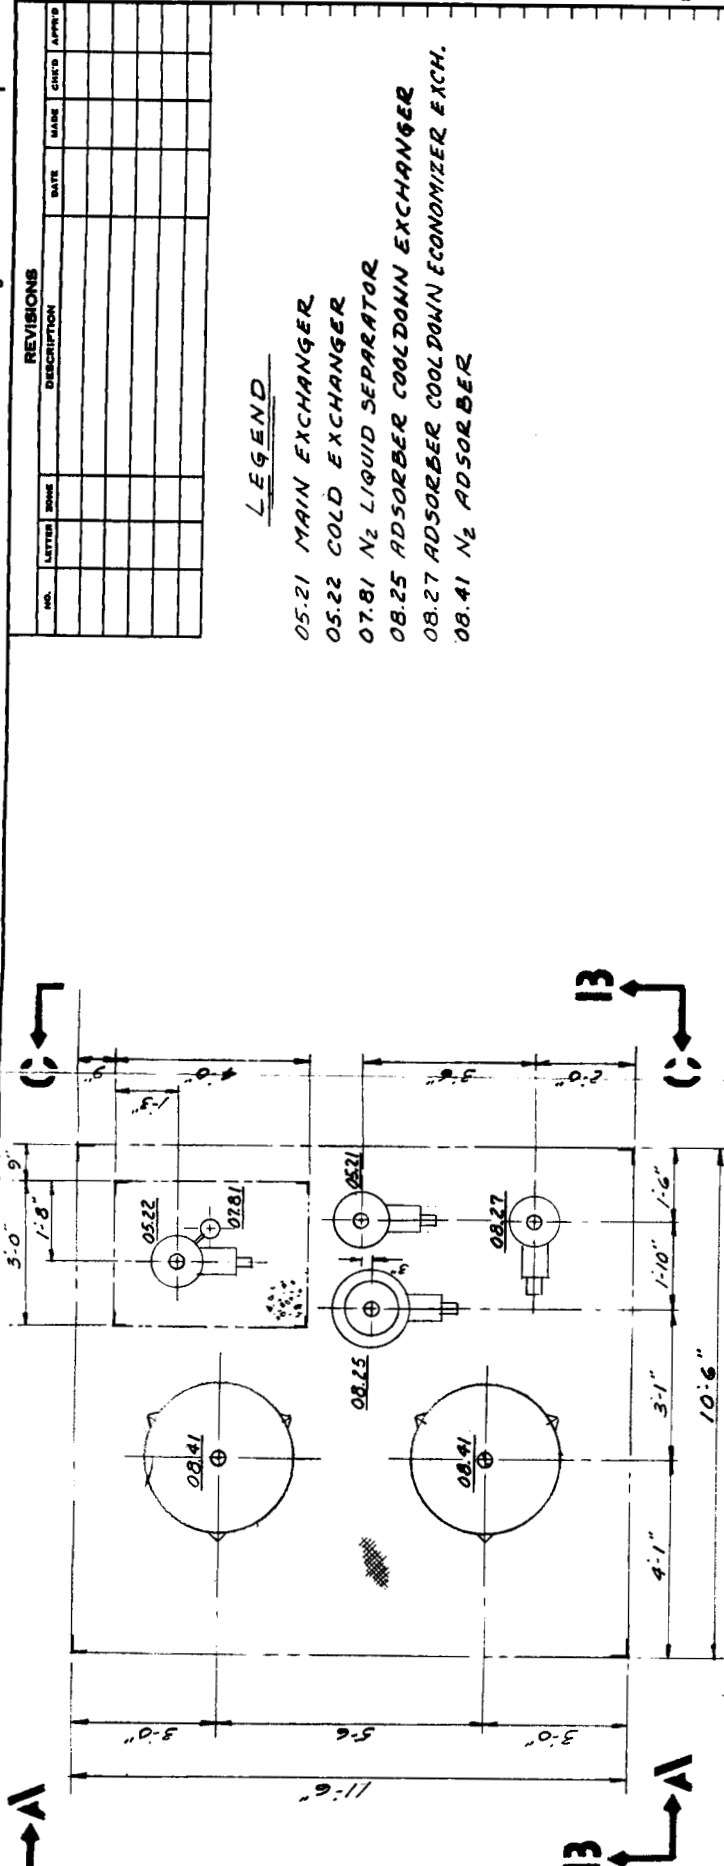 REVISIONS
NO. LETTER ZONE DESCRIPTION DATE MADE CHK'D APPR'D
LEGEND
05.21 MAIN EXCHANGER
05.22 COLD EXCHANGER
07.81 N2 LIQUID SEPARATOR
08.25 ADSORBER COOLDOWN EXCHANGER
08.27 ADSORBER COOLDOWN ECONOMIZER EXCH.
08.41 N2 ADSORBER
A
C
3'-0"
9"
1'-8"
9"
4'-0"
1'-3"
05.22
07.81
08.41
3'-0"
5'-6
3'-0"
11'-6"
05.21
3"
08.25
3'-6"
2'-0"
08.27
08.41
4'-1"
3'-1"
1'-10"
1'-6"
10'-6"
B
B
A
C